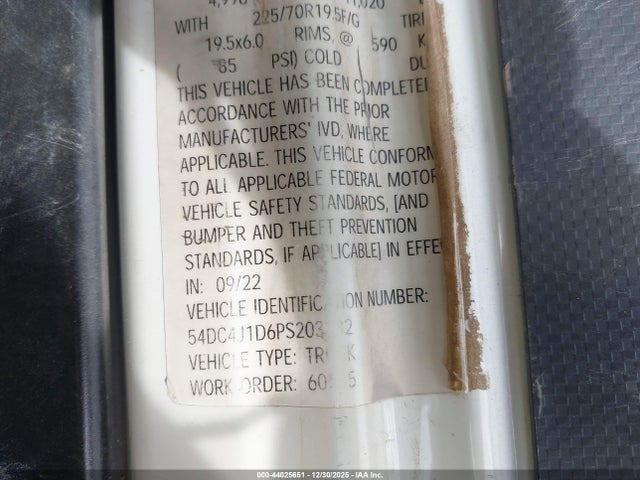 WITH 225/70R19.5F/G TIRE
19.5x6.0 RIMS, @ 590
( 85 PSI) COLD
THIS VEHICLE HAS BEEN COMPLETED
ACCORDANCE WITH THE PRIOR
MANUFACTURERS' IVD, WHERE
APPLICABLE. THIS VEHICLE CONFORM
TO ALL APPLICABLE FEDERAL MOTOR
VEHICLE SAFETY STANDARDS, [AND
BUMPER AND THEFT PREVENTION
STANDARDS, IF APPLICABLE] IN EFFE
IN: 09/22
VEHICLE IDENTIFICATION NUMBER:
VEHICLE TYPE: TRUCK
WORK ORDER:
000-44025651 - 12/30/2025 - IAA Inc.